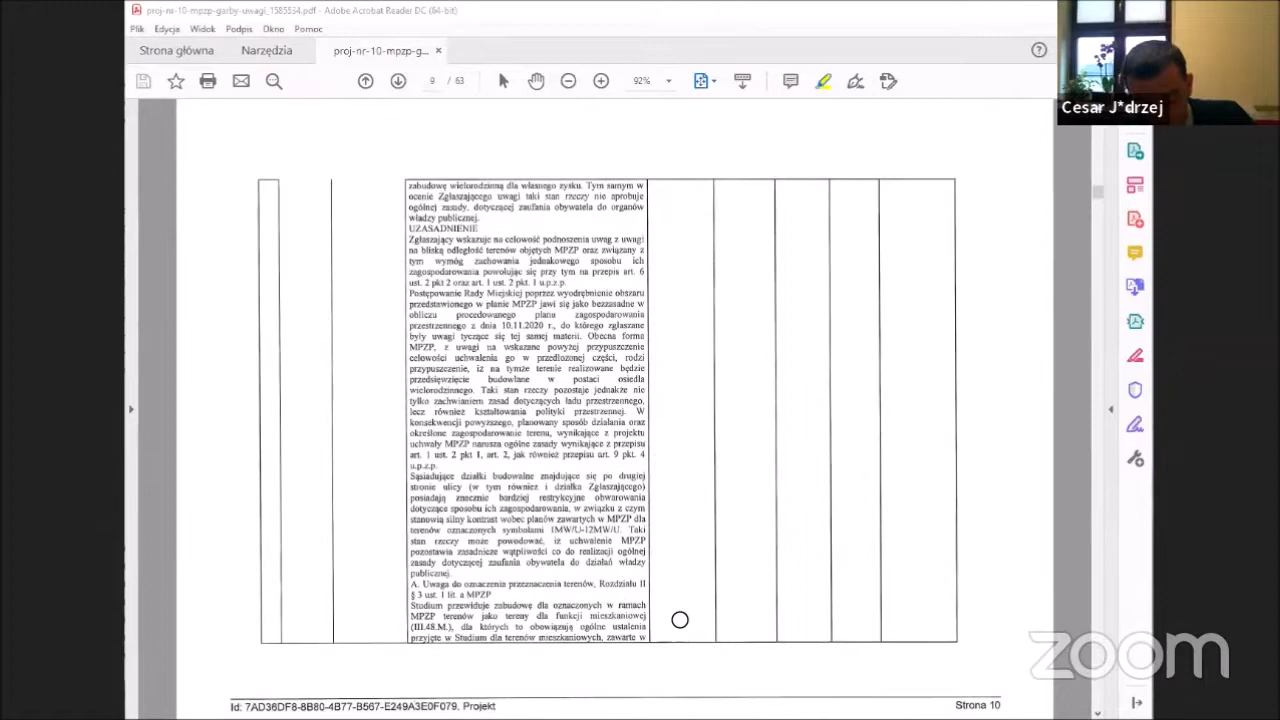 proj-nr-10-mpzp-garby-uwagi_1585534.pdf - Adobe Acrobat Reader DC (64-bit)
Plik Edycja Widok Podpis Okno Pomoc
Strona główna Narzędzia proj-nr-10-mpzp-g... ×
9 / 63 92%
Cesar J*drzej
zabudowę wielorodzinną dla własnego zysku. Tym samym w
ocenie Zgłaszającego uwagi taki stan rzeczy nie aprobuje
ogólnej zasady, dotyczącej zaufania obywatela do organów
władzy publicznej.
UZASADNIENIE
Zgłaszający wskazuje na celowość podnoszenia uwag z uwagi
na bliską odległość terenów objętych MPZP oraz związany z
tym wymóg zachowania jednakowego sposobu ich
zagospodarowania powołując się przy tym na przepis art. 6
ust. 2 pkt 2 oraz art. 1 ust. 2 pkt. 1 u.p.z.p.
Postępowanie Rady Miejskiej poprzez wyodrębnienie obszaru
przedstawionego w planie MPZP jawi się jako bezzasadne w
obliczu procedowanego planu zagospodarowania
przestrzennego z dnia 10.11.2020 r., do którego zgłaszane
były uwagi tyczące się tej samej materii. Obecna forma
MPZP, z uwagi na wskazane powyżej przypuszczenie
celowości uchwalenia go w przedłożonej części, rodzi
przypuszczenie, iż na tymże terenie realizowane będzie
przedsięwzięcie budowlane w postaci osiedla
wielorodzinnego. Taki stan rzeczy pozostaje jednakże nie
tylko zachwianiem zasad dotyczących ładu przestrzennego,
lecz również kształtowania polityki przestrzennej. W
konsekwencji powyższego, planowany sposób działania oraz
określone zagospodarowanie terenu, wynikające z projektu
uchwały MPZP narusza ogólne zasady wynikające z przepisu
art. 1 ust. 2 pkt 1, art. 2, jak również przepisu art. 9 pkt. 4
u.p.z.p.
Sąsiadujące działki budowalne znajdujące się po drugiej
stronie ulicy (w tym również i działka Zgłaszającego)
posiadają znacznie bardziej restrykcyjne obwarowania
dotyczące sposobu ich zagospodarowania, w związku z czym
stanowią silny kontrast wobec planów zawartych w MPZP dla
terenów oznaczonych symbolami 1MW/U-12MW/U. Taki
stan rzeczy może powodować, iż uchwalenie MPZP
pozostawia zasadnicze wątpliwości co do realizacji ogólnej
zasady dotyczącej zaufania obywatela do działań władzy
publicznej.
A. Uwaga do oznaczenia przeznaczenia terenów, Rozdziału II
§ 3 ust. 1 lit. a MPZP
Studium przewiduje zabudowę dla oznaczonych w ramach
MPZP terenów jako tereny dla funkcji mieszkaniowej
(III.48.M.), dla których to obowiązują ogólne ustalenia
przyjęte w Studium dla terenów mieszkaniowych, zawarte w
zoom
Id: 7AD36DF8-8B80-4B77-B567-E249A3E0F079. Projekt Strona 10